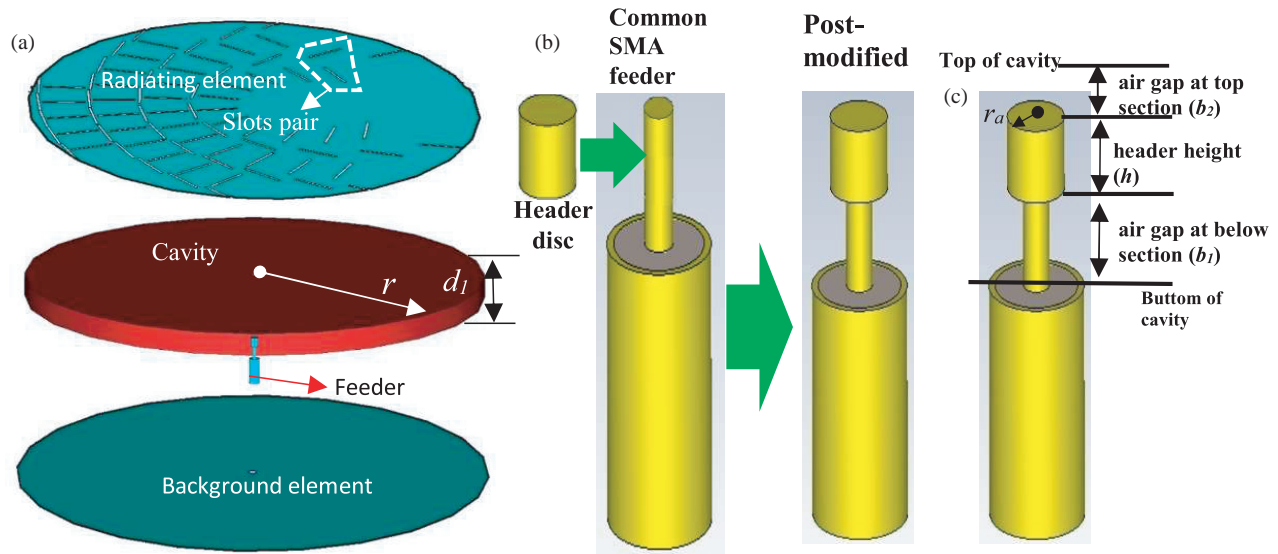 (a)
Radiating element
Slots pair
Cavity
r
d1
Feeder
Background element
(b)
Common
SMA
feeder
Header
disc
Post-
modified
(c)
Top of cavity
air gap at top
section (b2)
ra
header height
(h)
air gap at below
section (b1)
Buttom of
cavity